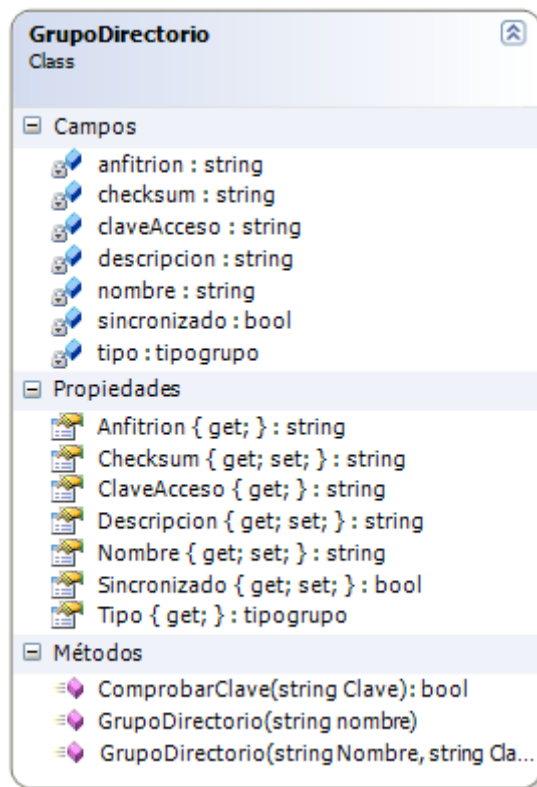 GrupoDirectorio
Class
Campos
anfitrion : string
checksum : string
claveAcceso : string
descripcion : string
nombre : string
sincronizado : bool
tipo : tipogrupo
Propiedades
Anfitrion { get; } : string
Checksum { get; set; } : string
ClaveAcceso { get; } : string
Descripcion { get; set; } : string
Nombre { get; set; } : string
Sincronizado { get; set; } : bool
Tipo { get; } : tipogrupo
Métodos
ComprobarClave(string Clave): bool
GrupoDirectorio(string nombre)
GrupoDirectorio(string Nombre, string Cla...